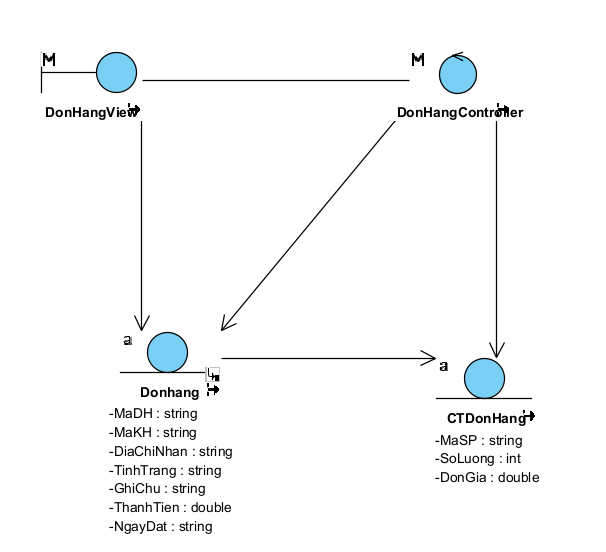 M
M
DonHangView
DonHangController
a
Donhang
-MaDH : string
-MaKH : string
-DiaChiNhan : string
-TinhTrang : string
-GhiChu : string
-ThanhTien : double
-NgayDat : string
a
CTDonHang
-MaSP : string
-SoLuong : int
-DonGia : double